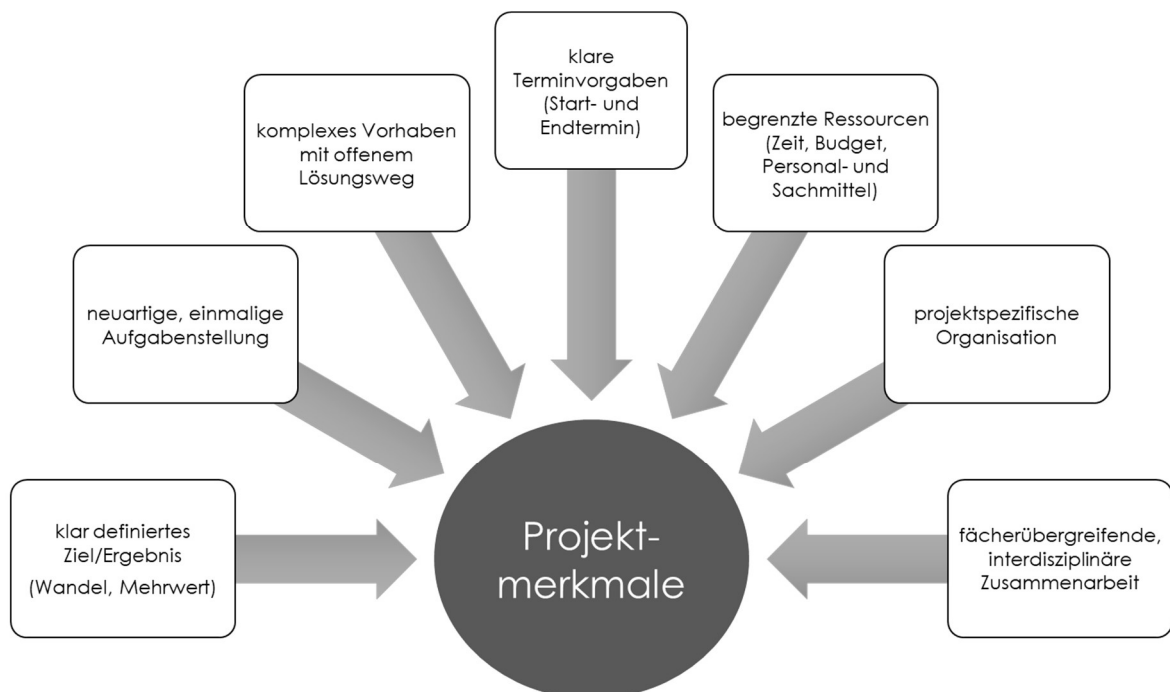 klar definiertes
Ziel/Ergebnis
(Wandel, Mehrwert)
neuartige, einmalige
Aufgabenstellung
komplexes Vorhaben
mit offenem
Lösungsweg
klare
Terminvorgaben
(Start- und
Endtermin)
begrenzte Ressourcen
(Zeit, Budget,
Personal- und
Sachmittel)
projektspezifische
Organisation
fächerübergreifende,
interdisziplinäre
Zusammenarbeit
Projekt-
merkmale